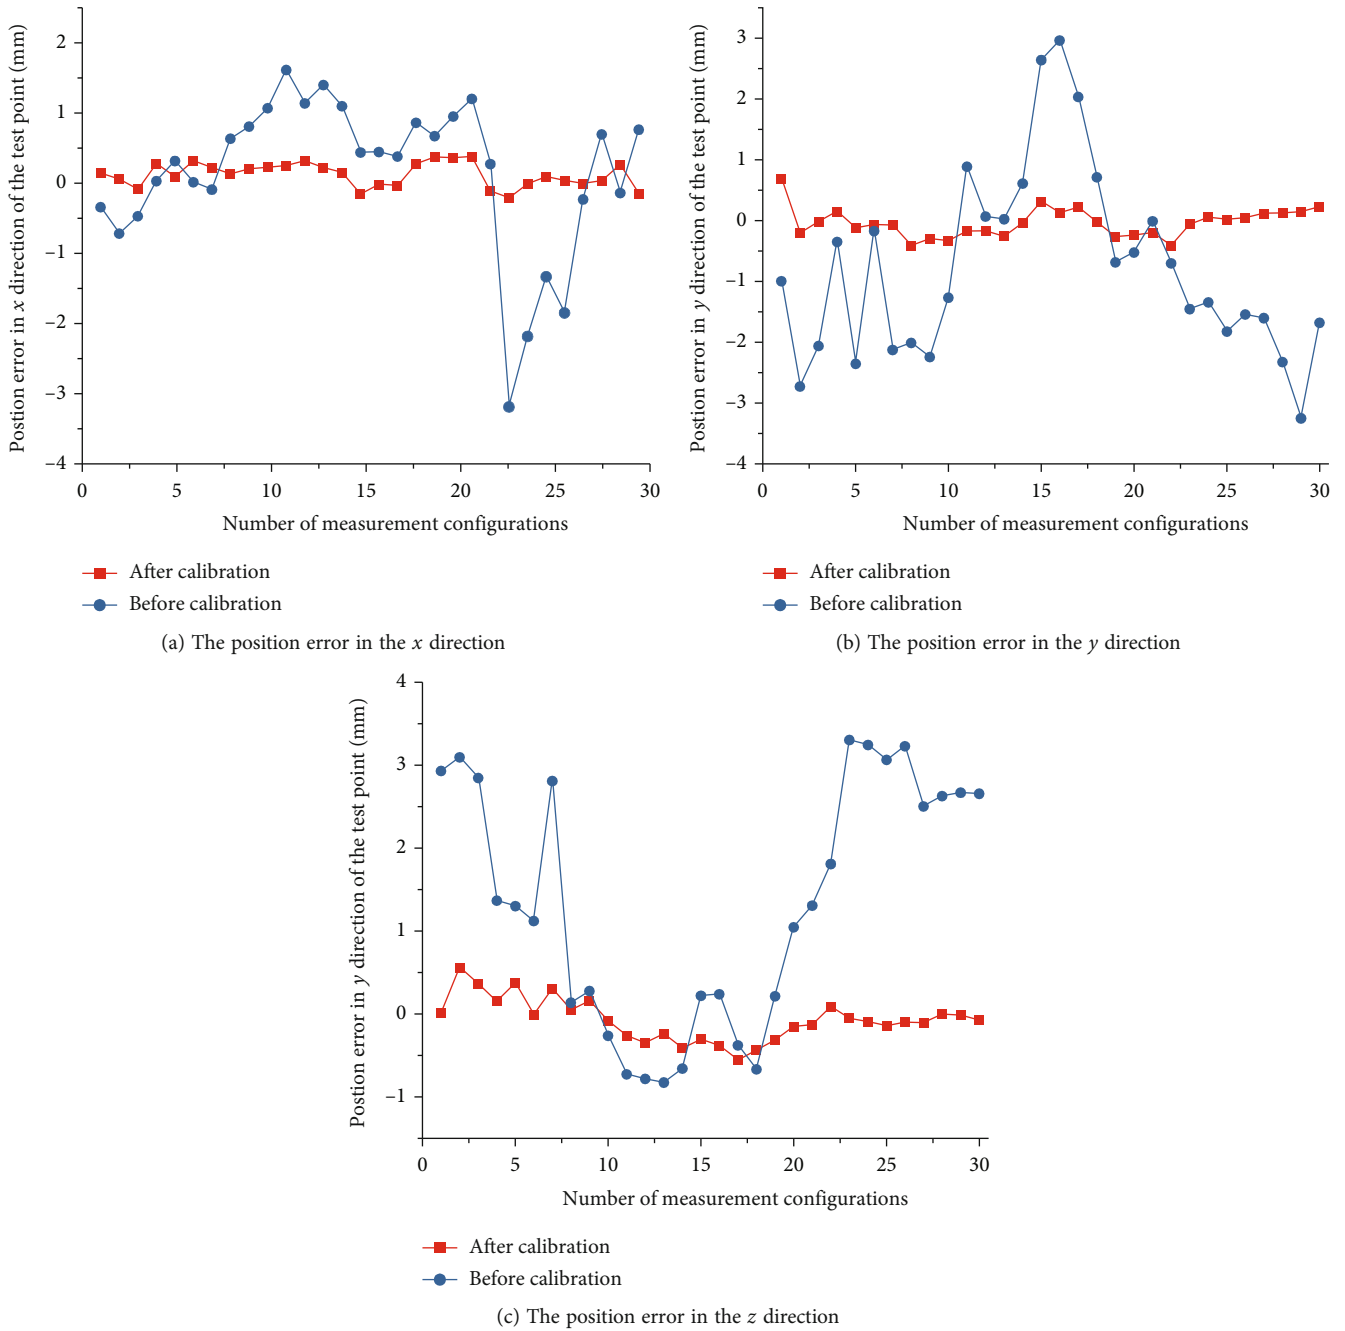 Postion error in x direction of the test point (mm)
2
1
0
−1
−2
−3
−4
0 5 10 15 20 25 30
Number of measurement configurations
After calibration
Before calibration
(a) The position error in the x direction
Postion error in y direction of the test point (mm)
3
2
1
0
−1
−2
−3
−4
0 5 10 15 20 25 30
Number of measurement configurations
After calibration
Before calibration
(b) The position error in the y direction
Postion error in y direction of the test point (mm)
4
3
2
1
0
−1
0 5 10 15 20 25 30
Number of measurement configurations
After calibration
Before calibration
(c) The position error in the z direction